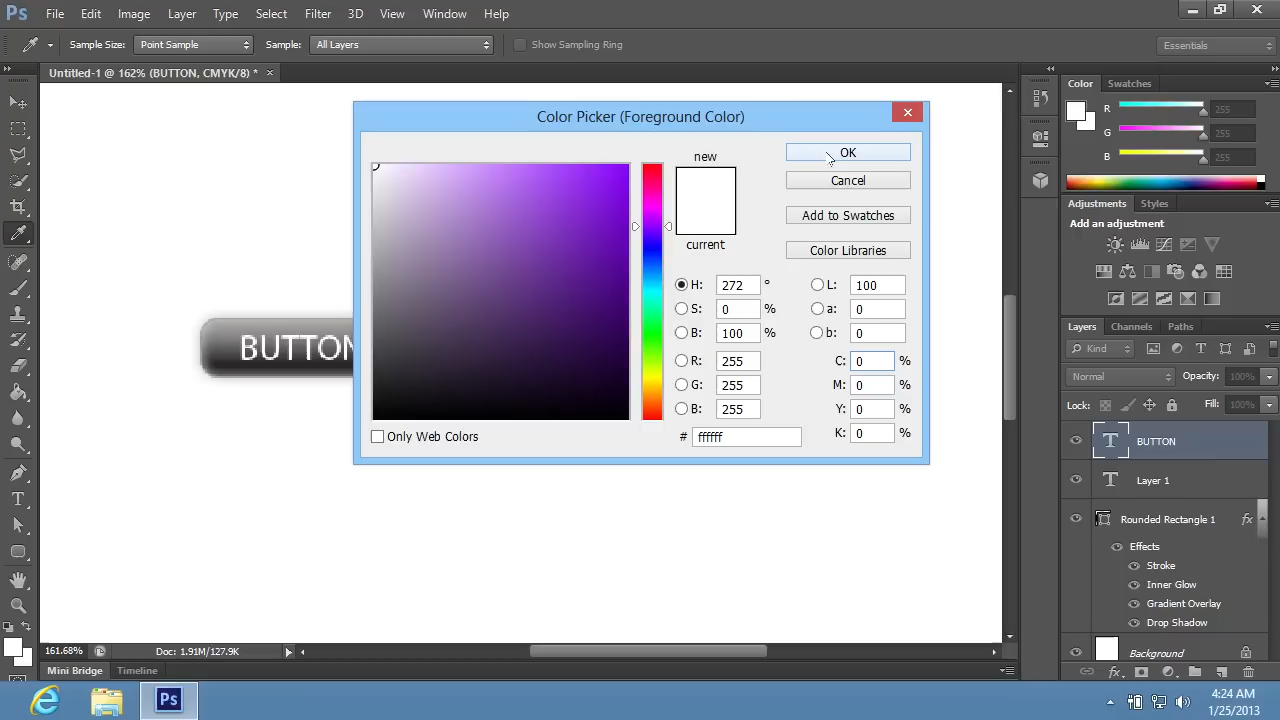 Ps File Edit Image Layer Type Select Filter 3D View Window Help
Sample Size: Point Sample Sample: All Layers Show Sampling Ring Essentials
Untitled-1 @ 162% (BUTTON, CMYK/8) * ×
Color Picker (Foreground Color)
new
current
OK
Cancel
Add to Swatches
Color Libraries
H: 272 °
S: 0 %
B: 100 %
R: 255
G: 255
B: 255
L: 100
a: 0
b: 0
C: 0 %
M: 0 %
Y: 0 %
K: 0 %
Only Web Colors
# ffffff
BUTTON
Color Swatches
R 255
G 255
B 255
Adjustments Styles
Add an adjustment
Layers Channels Paths
Kind
Normal Opacity: 100%
Lock: Fill: 100%
T BUTTON
T Layer 1
Rounded Rectangle 1 fx
Effects
Stroke
Inner Glow
Gradient Overlay
Drop Shadow
Background
161.68% Doc: 1.91M/127.9K
Mini Bridge Timeline
Ps
4:24 AM
1/25/2013